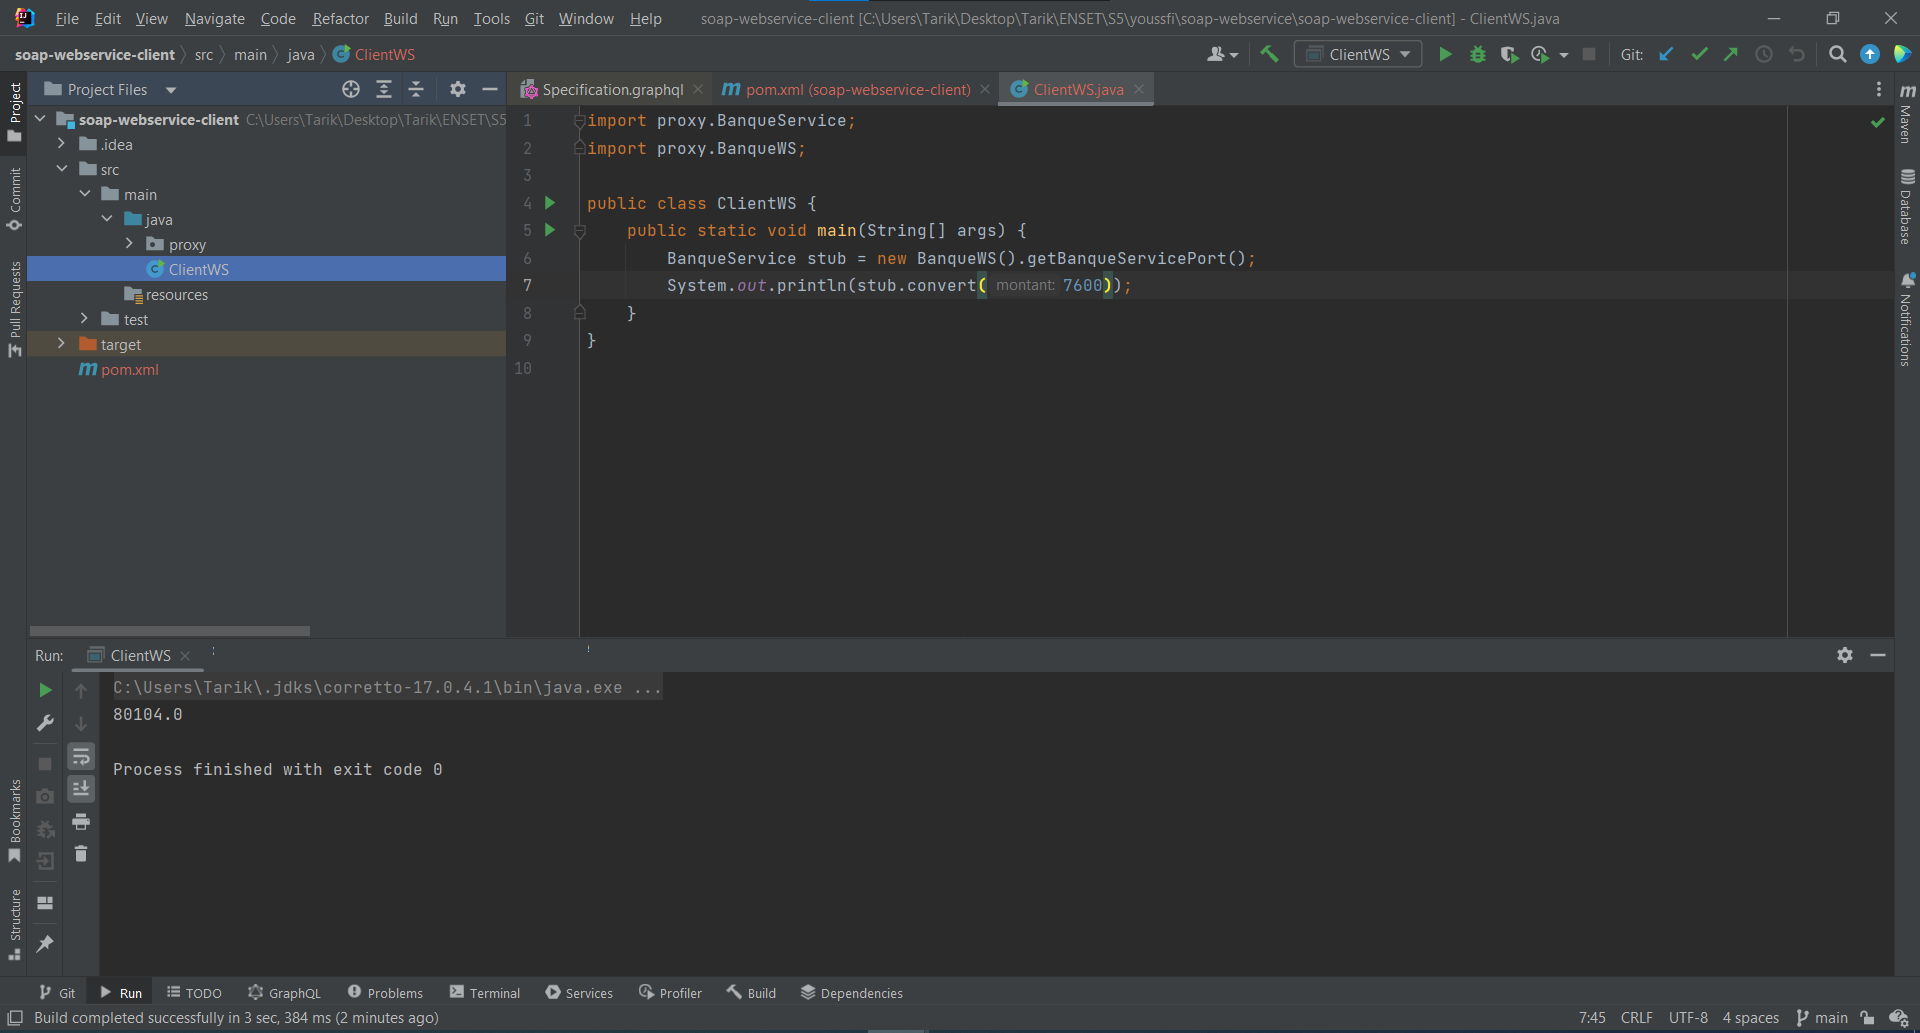 File Edit View Navigate Code Refactor Build Run Tools Git Window Help soap-webservice-client [C:\Users\Tarik\Desktop\Tarik\ENSET\S5\youssfi\soap-webservice\soap-webservice-client] - ClientWS.java
soap-webservice-client src main java ClientWS
ClientWS
Git:
Project Files
Specification.graphql
pom.xml (soap-webservice-client)
ClientWS.java
soap-webservice-client C:\Users\Tarik\Desktop\Tarik\ENSET\S5
.idea
src
main
java
proxy
ClientWS
resources
test
target
pom.xml
1 import proxy.BanqueService;
2 import proxy.BanqueWS;
3
4 public class ClientWS {
5 public static void main(String[] args) {
6 BanqueService stub = new BanqueWS().getBanqueServicePort();
7 System.out.println(stub.convert( montant: 7600));
8 }
9 }
10
Project
Commit
Pull Requests
Bookmarks
Structure
Maven
Database
Notifications
Run: ClientWS
C:\Users\Tarik\.jdks\corretto-17.0.4.1\bin\java.exe ...
80104.0
Process finished with exit code 0
Git Run TODO GraphQL Problems Terminal Services Profiler Build Dependencies
Build completed successfully in 3 sec, 384 ms (2 minutes ago) 7:45 CRLF UTF-8 4 spaces main